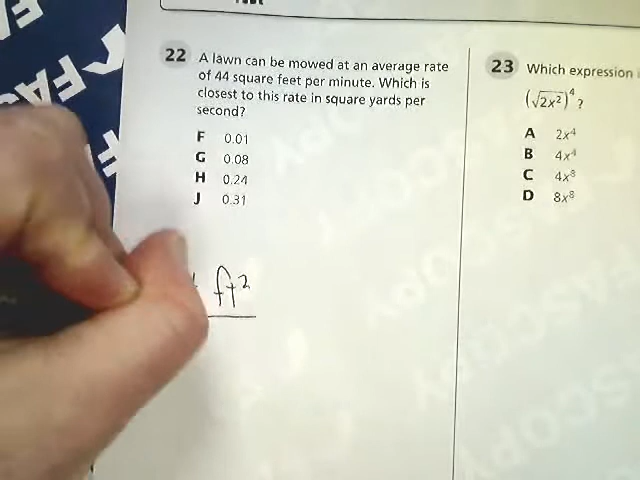 22 A lawn can be mowed at an average rate
of 44 square feet per minute. Which is
closest to this rate in square yards per
second?
F 0.01
G 0.08
H 0.24
J 0.31
ft²
23 Which expression
(√2x²)⁴?
A 2x⁴
B 4x⁴
C 4x⁸
D 8x⁸